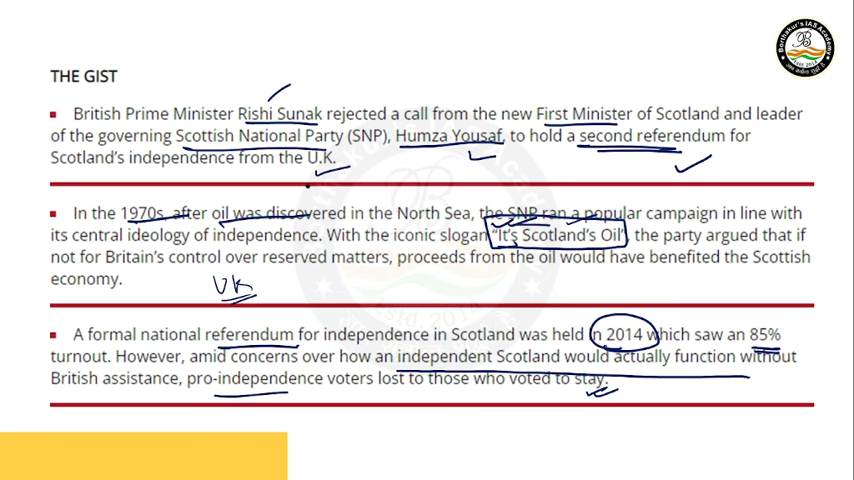 Borthakur's IAS Academy
B
THE GIST
British Prime Minister Rishi Sunak rejected a call from the new First Minister of Scotland and leader
of the governing Scottish National Party (SNP), Humza Yousaf, to hold a second referendum for
Scotland's independence from the U.K.
In the 1970s, after oil was discovered in the North Sea, the SNP ran a popular campaign in line with
its central ideology of independence. With the iconic slogan "It's Scotland's Oil", the party argued that if
not for Britain's control over reserved matters, proceeds from the oil would have benefited the Scottish
economy.
UK
A formal national referendum for independence in Scotland was held in 2014 which saw an 85%
turnout. However, amid concerns over how an independent Scotland would actually function without
British assistance, pro-independence voters lost to those who voted to stay.